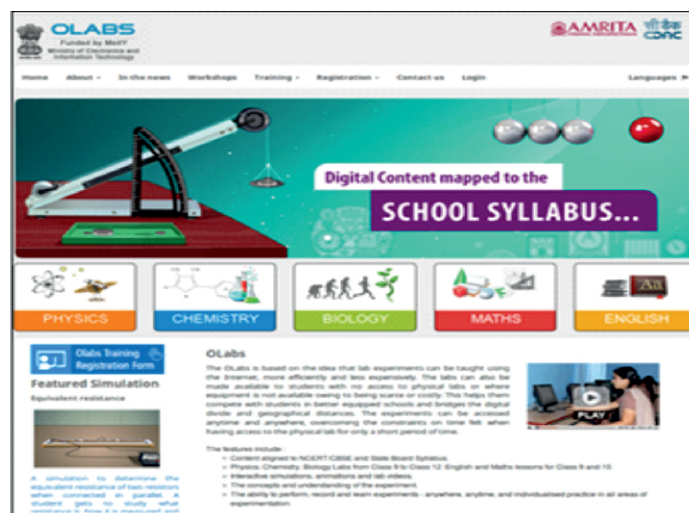 OLABS
Funded by MeitY
Ministry of Electronics and
Information Technology
AMRITA
सी डैक
CDAC
Home About In the news Workshops Training Registration Contact us Login Languages
Digital Content mapped to the
SCHOOL SYLLABUS...
PHYSICS CHEMISTRY BIOLOGY MATHS ENGLISH
Aa
Olabs Training
Registration Form
Featured Simulation
Equivalent resistance
A simulation to determine the
equivalent resistance of two resistors
when connected in parallel. A
student gets to study what
resistance is, how it is measured and
OLabs
The OLabs is based on the idea that lab experiments can be taught using
the Internet, more efficiently and less expensively. The labs can also be
made available to students with no access to physical labs or where
equipment is not available owing to being scarce or costly. This helps them
compete with students in better equipped schools and bridges the digital
divide and geographical distances. The experiments can be accessed
anytime and anywhere, overcoming the constraints on time felt when
having access to the physical lab for only a short period of time.
PLAY
The features include :
Content aligned to NCERT/CBSE and State Board Syllabus.
Physics, Chemistry, Biology Labs from Class 9 to Class 12. English and Maths lessons for Class 9 and 10.
Interactive simulations, animations and lab videos.
The concepts and understanding of the experiment.
The ability to perform, record and learn experiments - anywhere, anytime, and individualised practice in all areas of
experimentation.